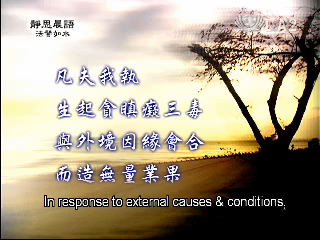 靜思晨語
法譬如水
凡夫我執
生起貪瞋癡三毒
與外境因緣會合
而造無量業果
In response to external causes & conditions,